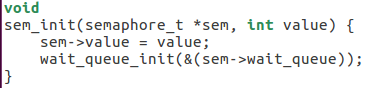 void
sem_init(semaphore_t *sem, int value) {
    sem->value = value;
    wait_queue_init(&(sem->wait_queue));
}